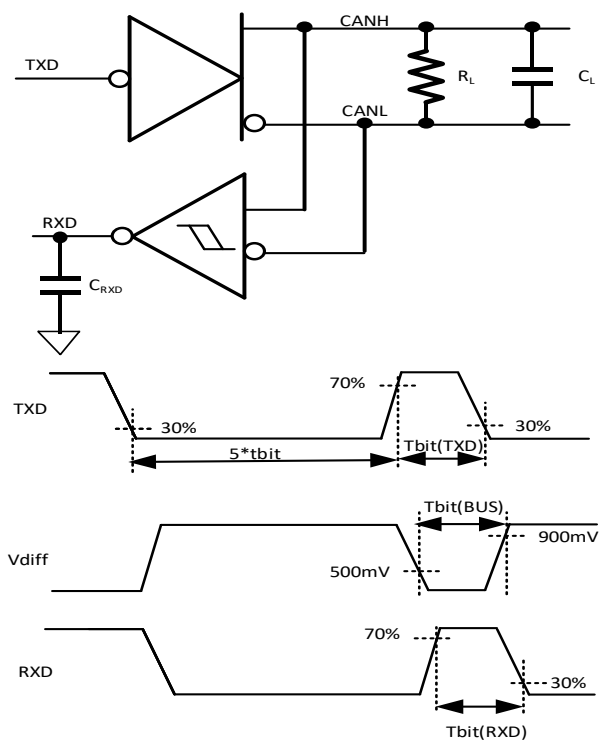 CANH
TXD
R_L
C_L
CANL
RXD
C_RXD
70%
TXD
30%
30%
5*tbit
Tbit(TXD)
Tbit(BUS)
Vdiff
500mV
900mV
70%
RXD
30%
Tbit(RXD)